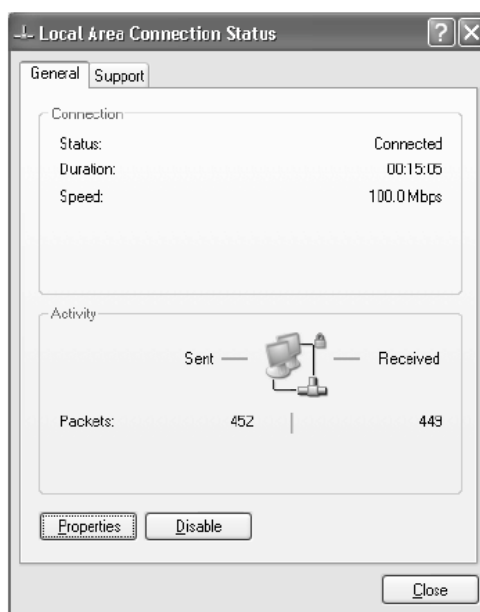 Local Area Connection Status
General Support
Connection
Status: Connected
Duration: 00:15:05
Speed: 100.0 Mbps
Activity
Sent Received
Packets: 452 449
Properties Disable
Close